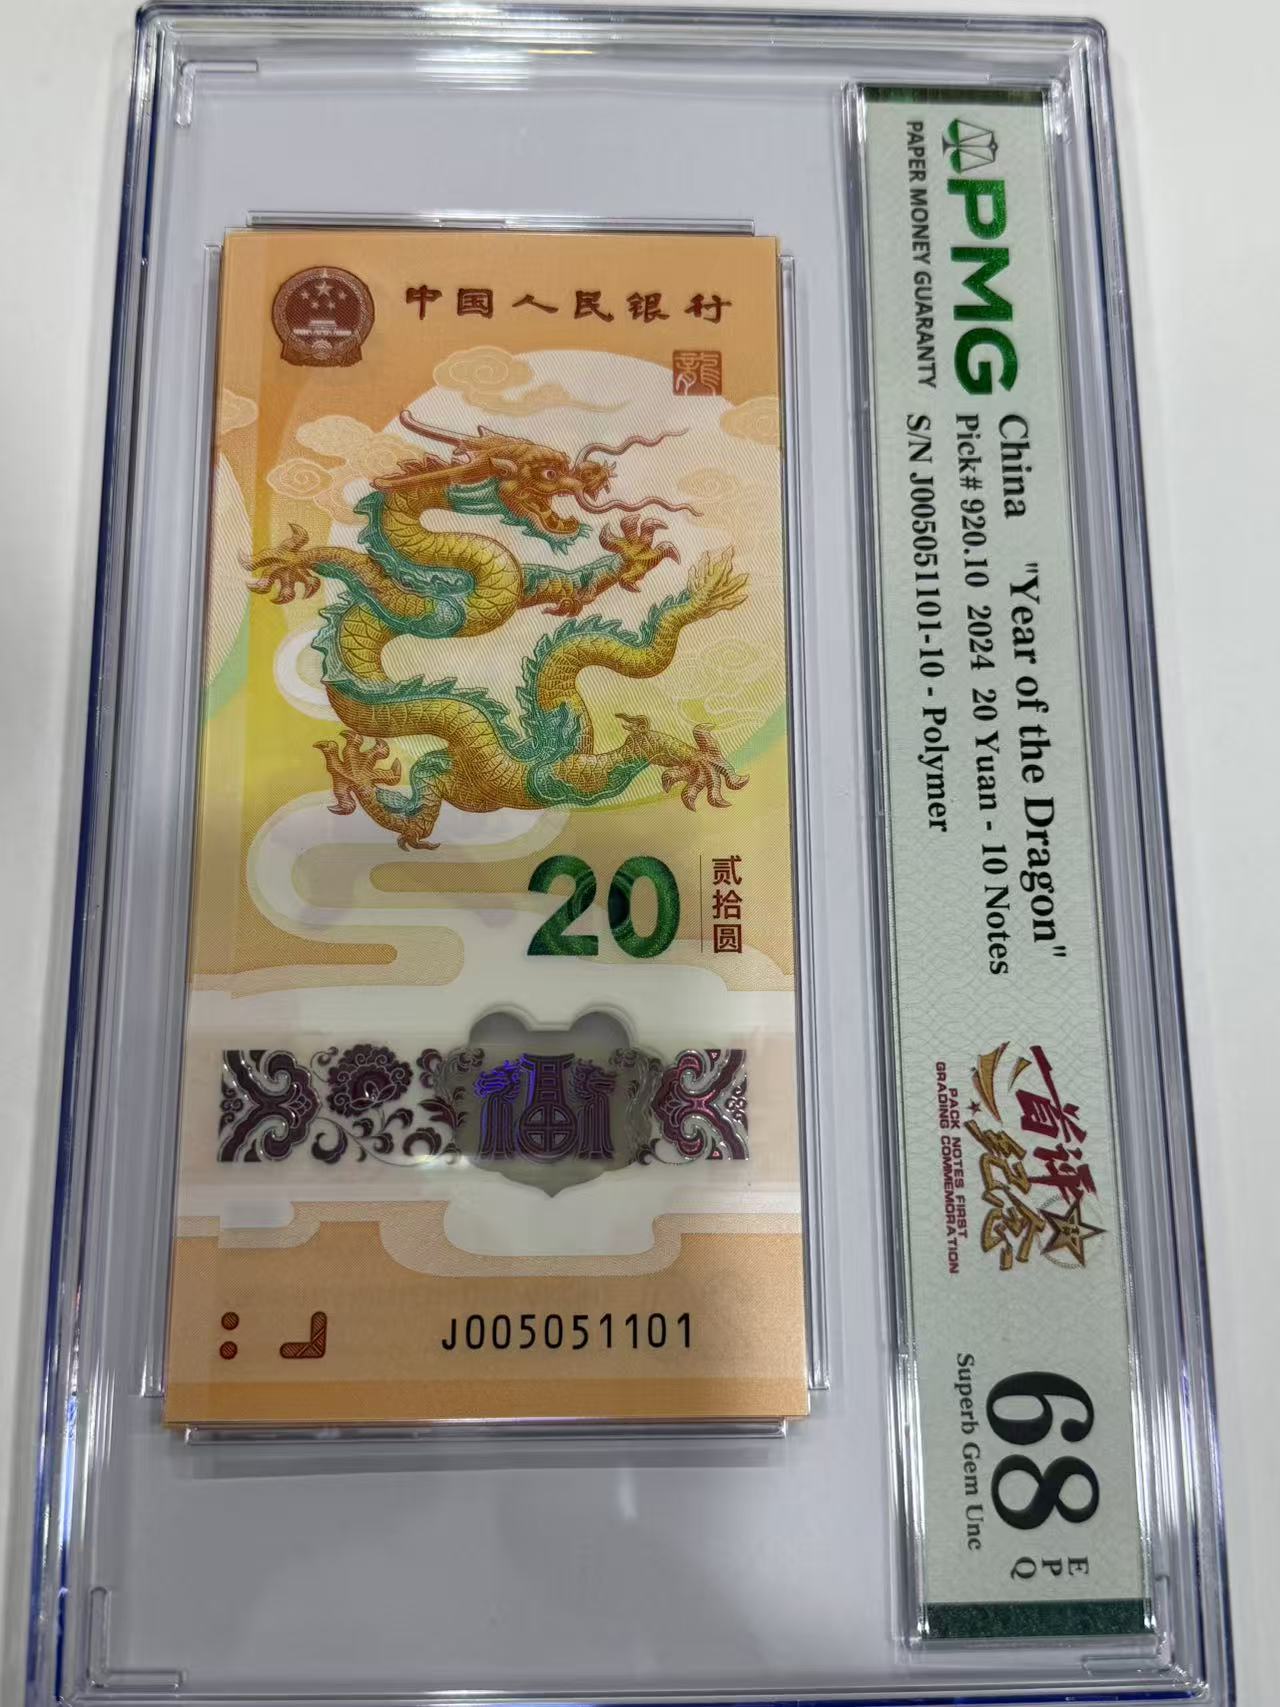 中国人民银行
龍
20
贰拾圆
福
J005051101
PMG
PAPER MONEY GUARANTY
China "Year of the Dragon"
Pick# 920.10 2024 20 Yuan - 10 Notes
S/N J005051101-10 - Polymer
首评
纪念
PACK NOTES FIRST
GRADING COMMEMORATION
68
EPQ
Superb Gem Unc